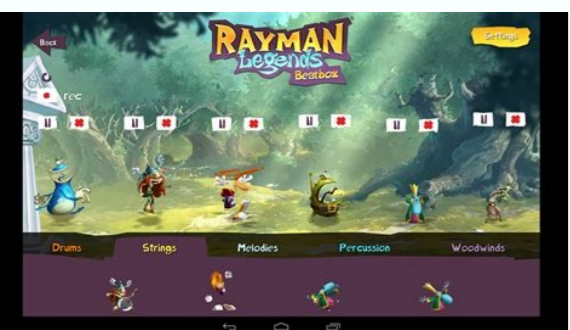 Back
RAYMAN
Legends
Beatbox
Settings
rec
Drums Strings Melodies Percussion Woodwinds